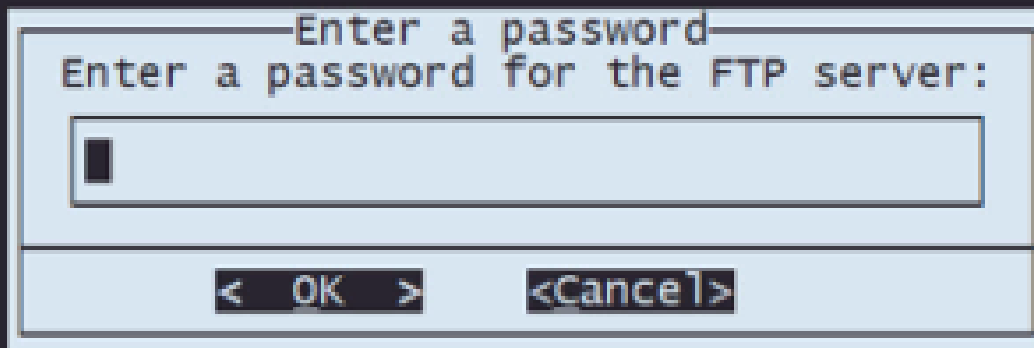 Enter a password
Enter a password for the FTP server:
< OK > <Cancel>